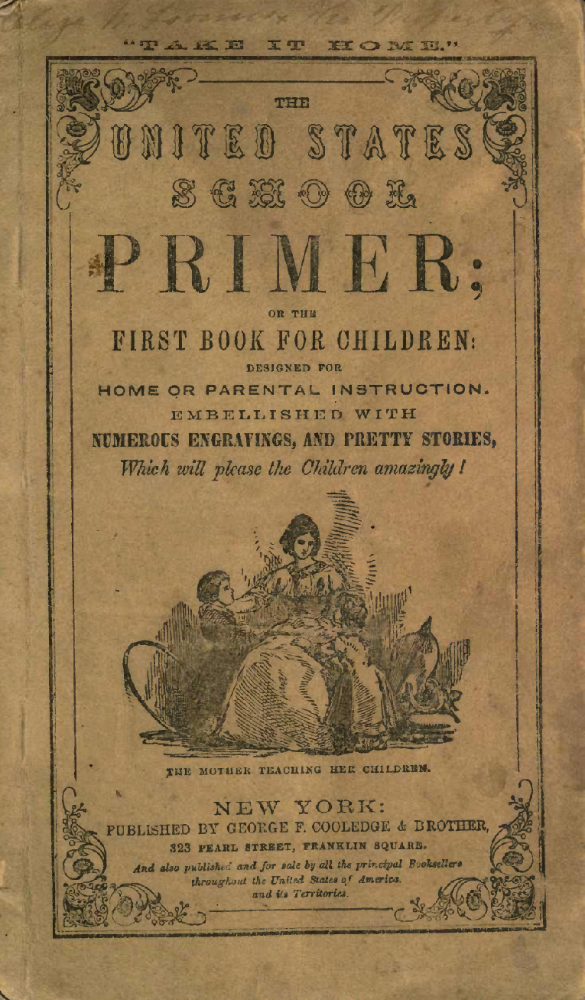 "TAKE IT HOME."
THE
UNITED STATES
SCHOOL
PRIMER;
OR THE
FIRST BOOK FOR CHILDREN:
DESIGNED FOR
HOME OR PARENTAL INSTRUCTION.
EMBELLISHED WITH
NUMEROUS ENGRAVINGS, AND PRETTY STORIES,
Which will please the Children amazingly!
THE MOTHER TEACHING HER CHILDREN.
NEW YORK:
PUBLISHED BY GEORGE F. COOLEDGE & BROTHER,
323 PEARL STREET, FRANKLIN SQUARE.
And also published and for sale by all the principal Booksellers
throughout the United States of America.
and its Territories.